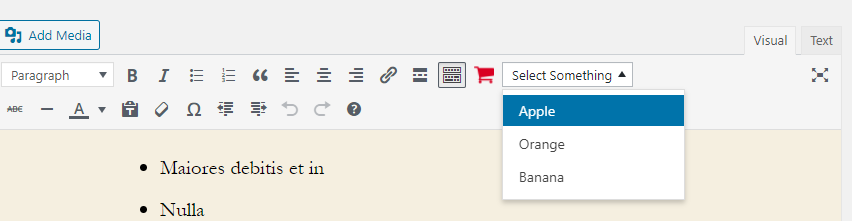 Add Media
Visual Text
Paragraph B I Select Something
ABC A Ω
Apple
Orange
Banana
Maiores debitis et in
Nulla